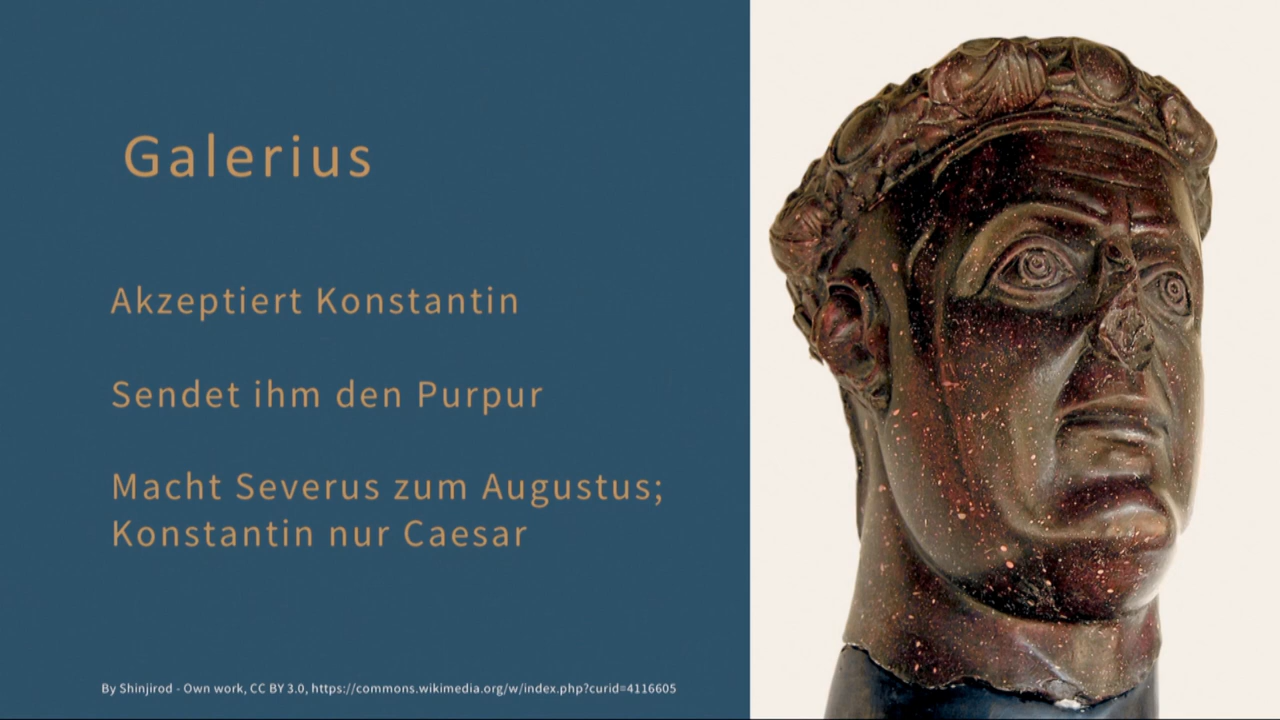 Galerius
Akzeptiert Konstantin
Sendet ihm den Purpur
Macht Severus zum Augustus;
Konstantin nur Caesar
By Shinjirod - Own work, CC BY 3.0, https://commons.wikimedia.org/w/index.php?curid=4116605